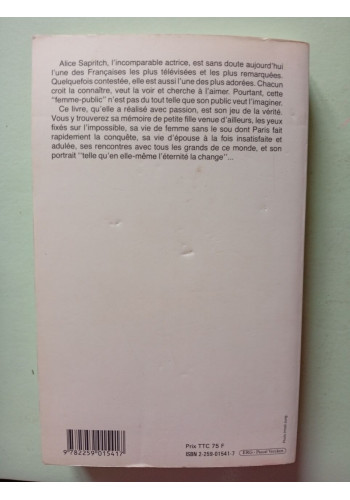 Alice Sapritch, l'incomparable actrice, est sans doute aujourd'hui
l'une des Françaises les plus télévisées et les plus remarquées.
Quelquefois contestée, elle est aussi l'une des plus adorées. Chacun
croit la connaître, veut la voir et cherche à l'aimer. Pourtant, cette
"femme-public" n'est pas du tout telle que son public veut l'imaginer.
Ce livre, qu'elle a réalisé avec passion, est son jeu de la vérité.
Vous y trouverez sa mémoire de petite fille venue d'ailleurs, les yeux
fixés sur l'impossible, sa vie de femme sans le sou dont Paris fait
rapidement la conquête, sa vie d'épouse à la fois insatisfaite et
adulée, ses rencontres avec tous les grands de ce monde, et son
portrait "telle qu'en elle-même l'éternité la change"...
9 782259 015417
Prix TTC 75 F
ISBN 2-259-01541-7